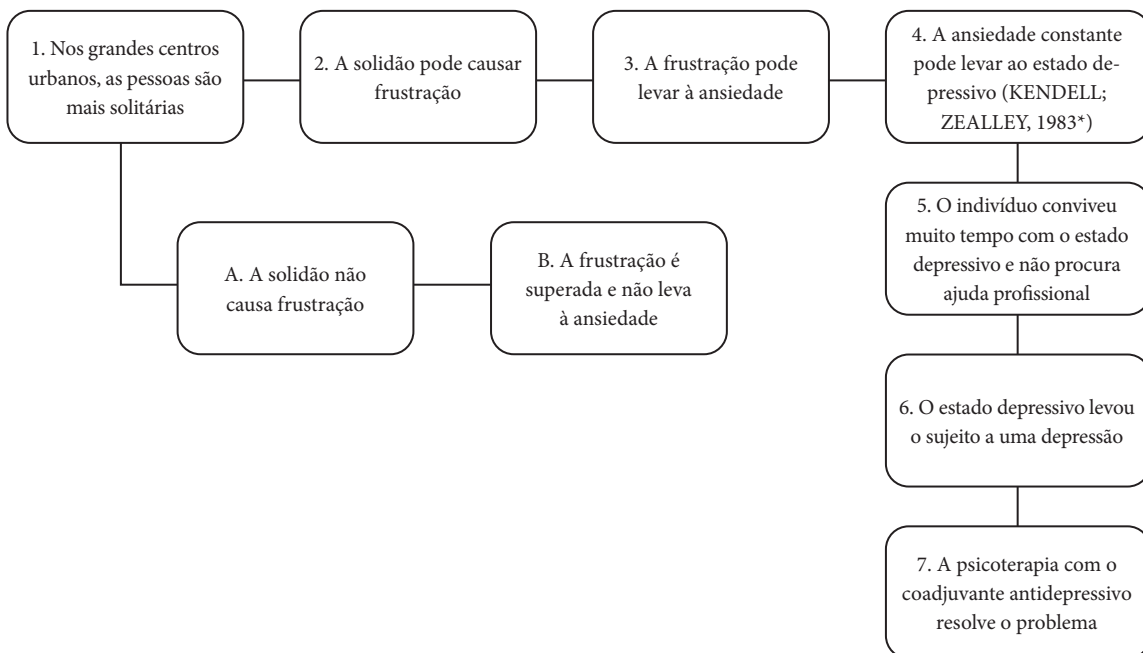 1. Nos grandes centros
urbanos, as pessoas são
mais solitárias
2. A solidão pode causar
frustração
3. A frustração pode
levar à ansiedade
4. A ansiedade constante
pode levar ao estado de-
pressivo (KENDELL;
ZEALLEY, 1983*)
5. O indivíduo conviveu
muito tempo com o estado
depressivo e não procura
ajuda profissional
A. A solidão não
causa frustração
B. A frustração é
superada e não leva
à ansiedade
6. O estado depressivo levou
o sujeito a uma depressão
7. A psicoterapia com o
coadjuvante antidepressivo
resolve o problema